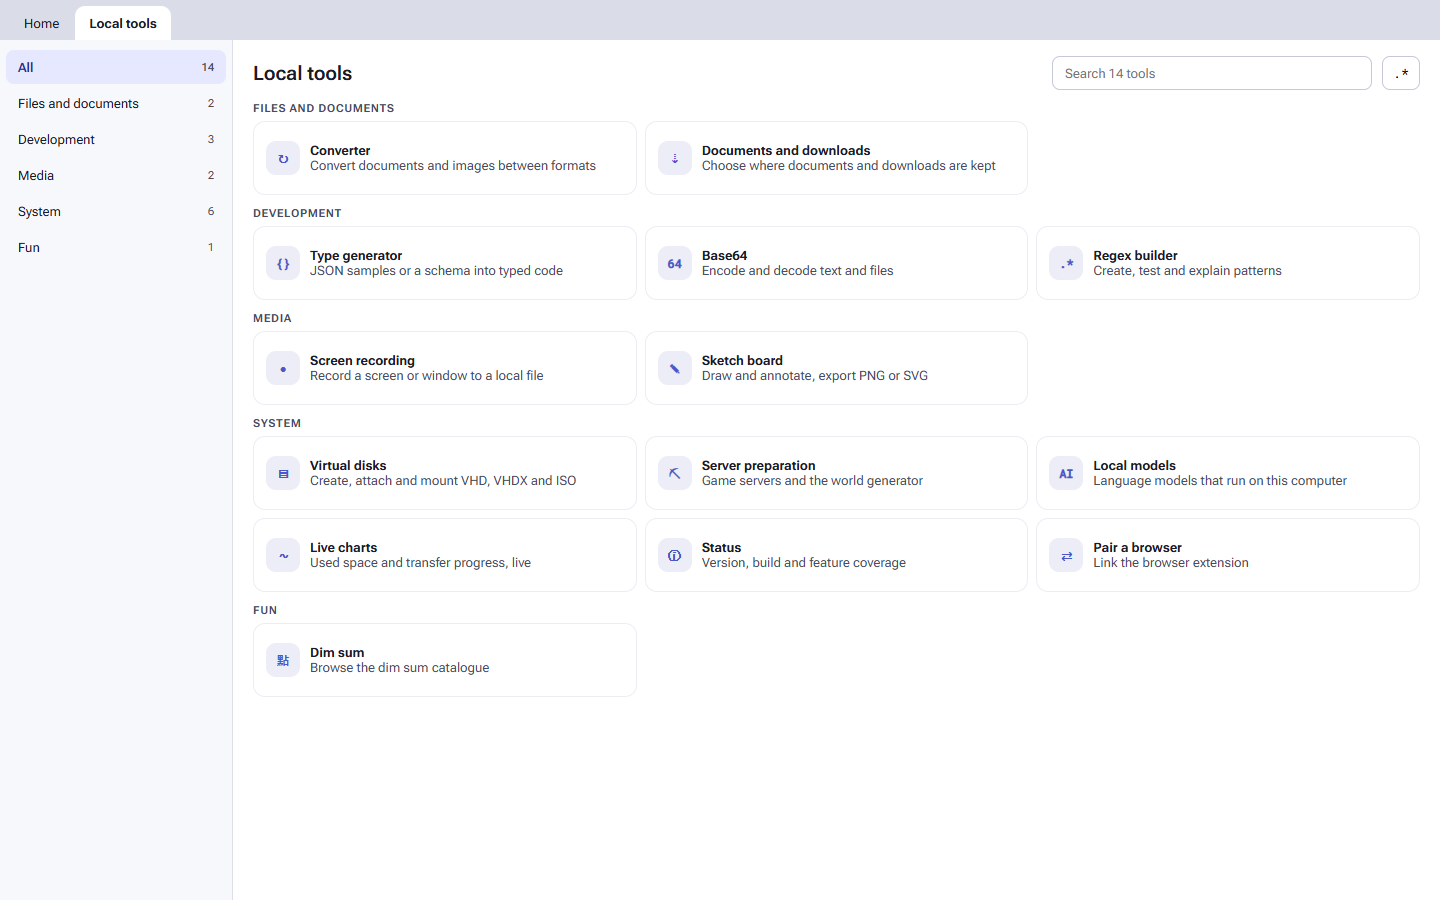 Home
Local tools
All 14
Files and documents 2
Development 3
Media 2
System 6
Fun 1
Local tools
Search 14 tools
.*
FILES AND DOCUMENTS
Converter
Convert documents and images between formats
Documents and downloads
Choose where documents and downloads are kept
DEVELOPMENT
{}
Type generator
JSON samples or a schema into typed code
64
Base64
Encode and decode text and files
.*
Regex builder
Create, test and explain patterns
MEDIA
Screen recording
Record a screen or window to a local file
Sketch board
Draw and annotate, export PNG or SVG
SYSTEM
Virtual disks
Create, attach and mount VHD, VHDX and ISO
Server preparation
Game servers and the world generator
AI
Local models
Language models that run on this computer
~
Live charts
Used space and transfer progress, live
Status
Version, build and feature coverage
Pair a browser
Link the browser extension
FUN
點
Dim sum
Browse the dim sum catalogue